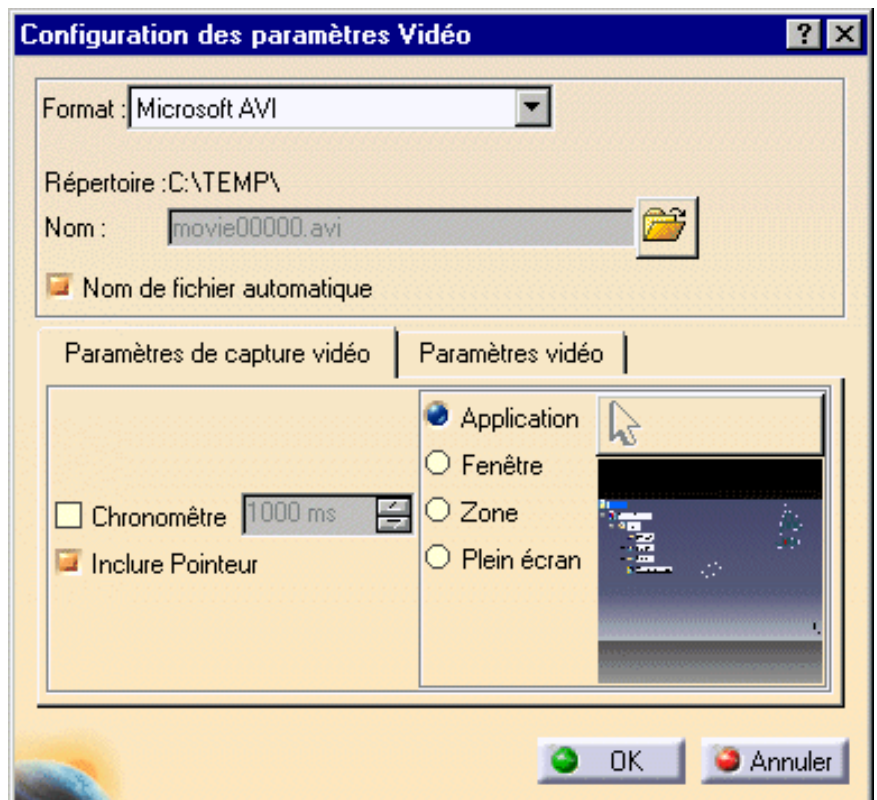 Configuration des paramètres Vidéo
Format : Microsoft AVI
Répertoire :C:\TEMP\
Nom : movie00000.avi
Nom de fichier automatique
Paramètres de capture vidéo
Paramètres vidéo
Application
Fenêtre
Chronomêtre 1000 ms
Zone
Inclure Pointeur
Plein écran
OK
Annuler